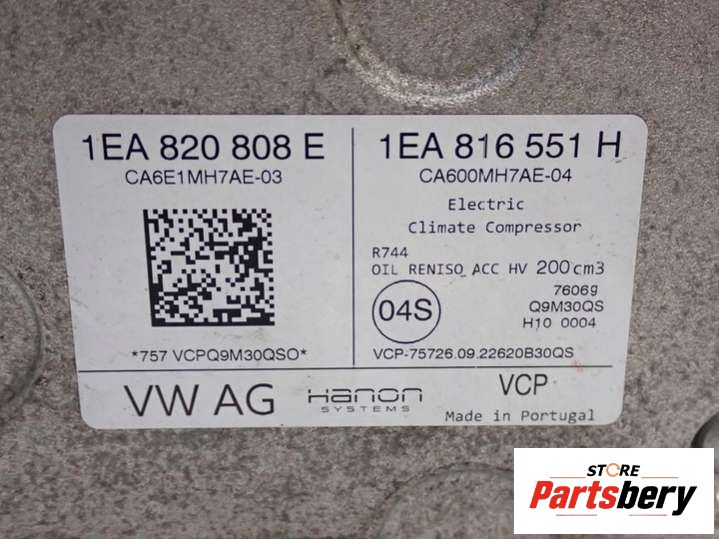 1EA 820 808 E
CA6E1MH7AE-03
*757 VCPQ9M30QSO*
1EA 816 551 H
CA600MH7AE-04
Electric
Climate Compressor
R744
OIL RENISO ACC HV 200 cm3
04S
76069
Q9M30QS
H10 0004
VCP-75726.09.22620B30QS
VW AG
Hanon
SYSTEMS
VCP
Made in Portugal
STORE
Partsbery